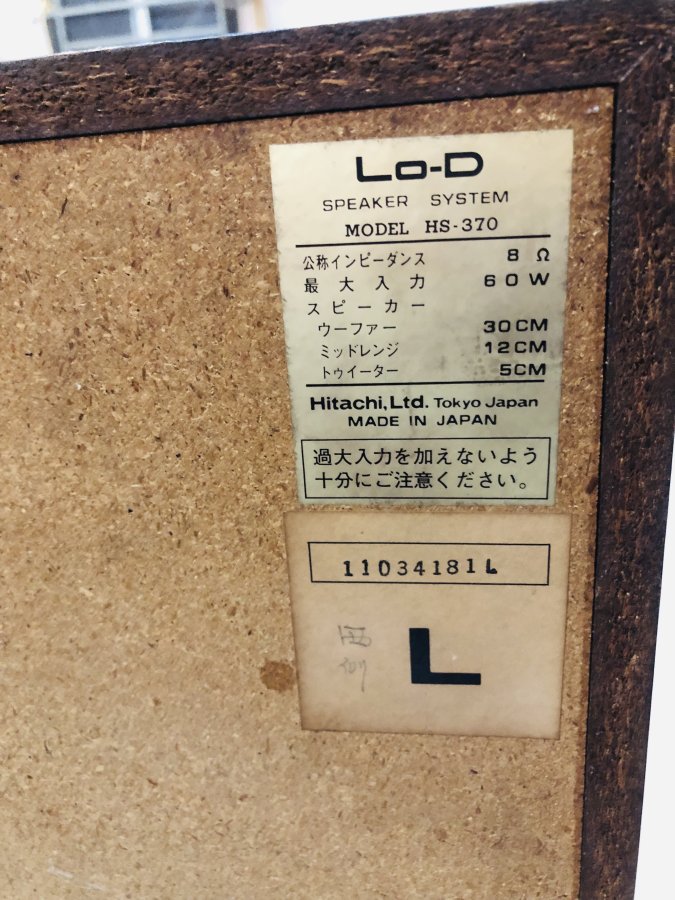 Lo-D
SPEAKER SYSTEM
MODEL HS-370
公称インピーダンス 8 Ω
最大入力 60W
スピーカー
ウーファー 30CM
ミッドレンジ 12CM
トゥイーター 5CM
Hitachi, Ltd. Tokyo Japan
MADE IN JAPAN
過大入力を加えないよう
十分にご注意ください。
11034181L
西側
L